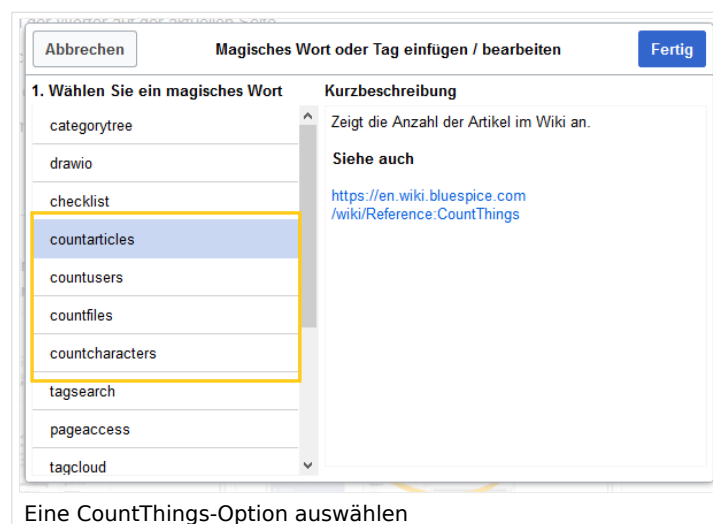 Abbrechen
Magisches Wort oder Tag einfügen / bearbeiten
Fertig
1. Wählen Sie ein magisches Wort
categorytree
drawio
checklist
countarticles
countusers
countfiles
countcharacters
tagsearch
pageaccess
tagcloud
Kurzbeschreibung
Zeigt die Anzahl der Artikel im Wiki an.
Siehe auch
https://en.wiki.bluespice.com
/wiki/Reference:CountThings
Eine CountThings-Option auswählen